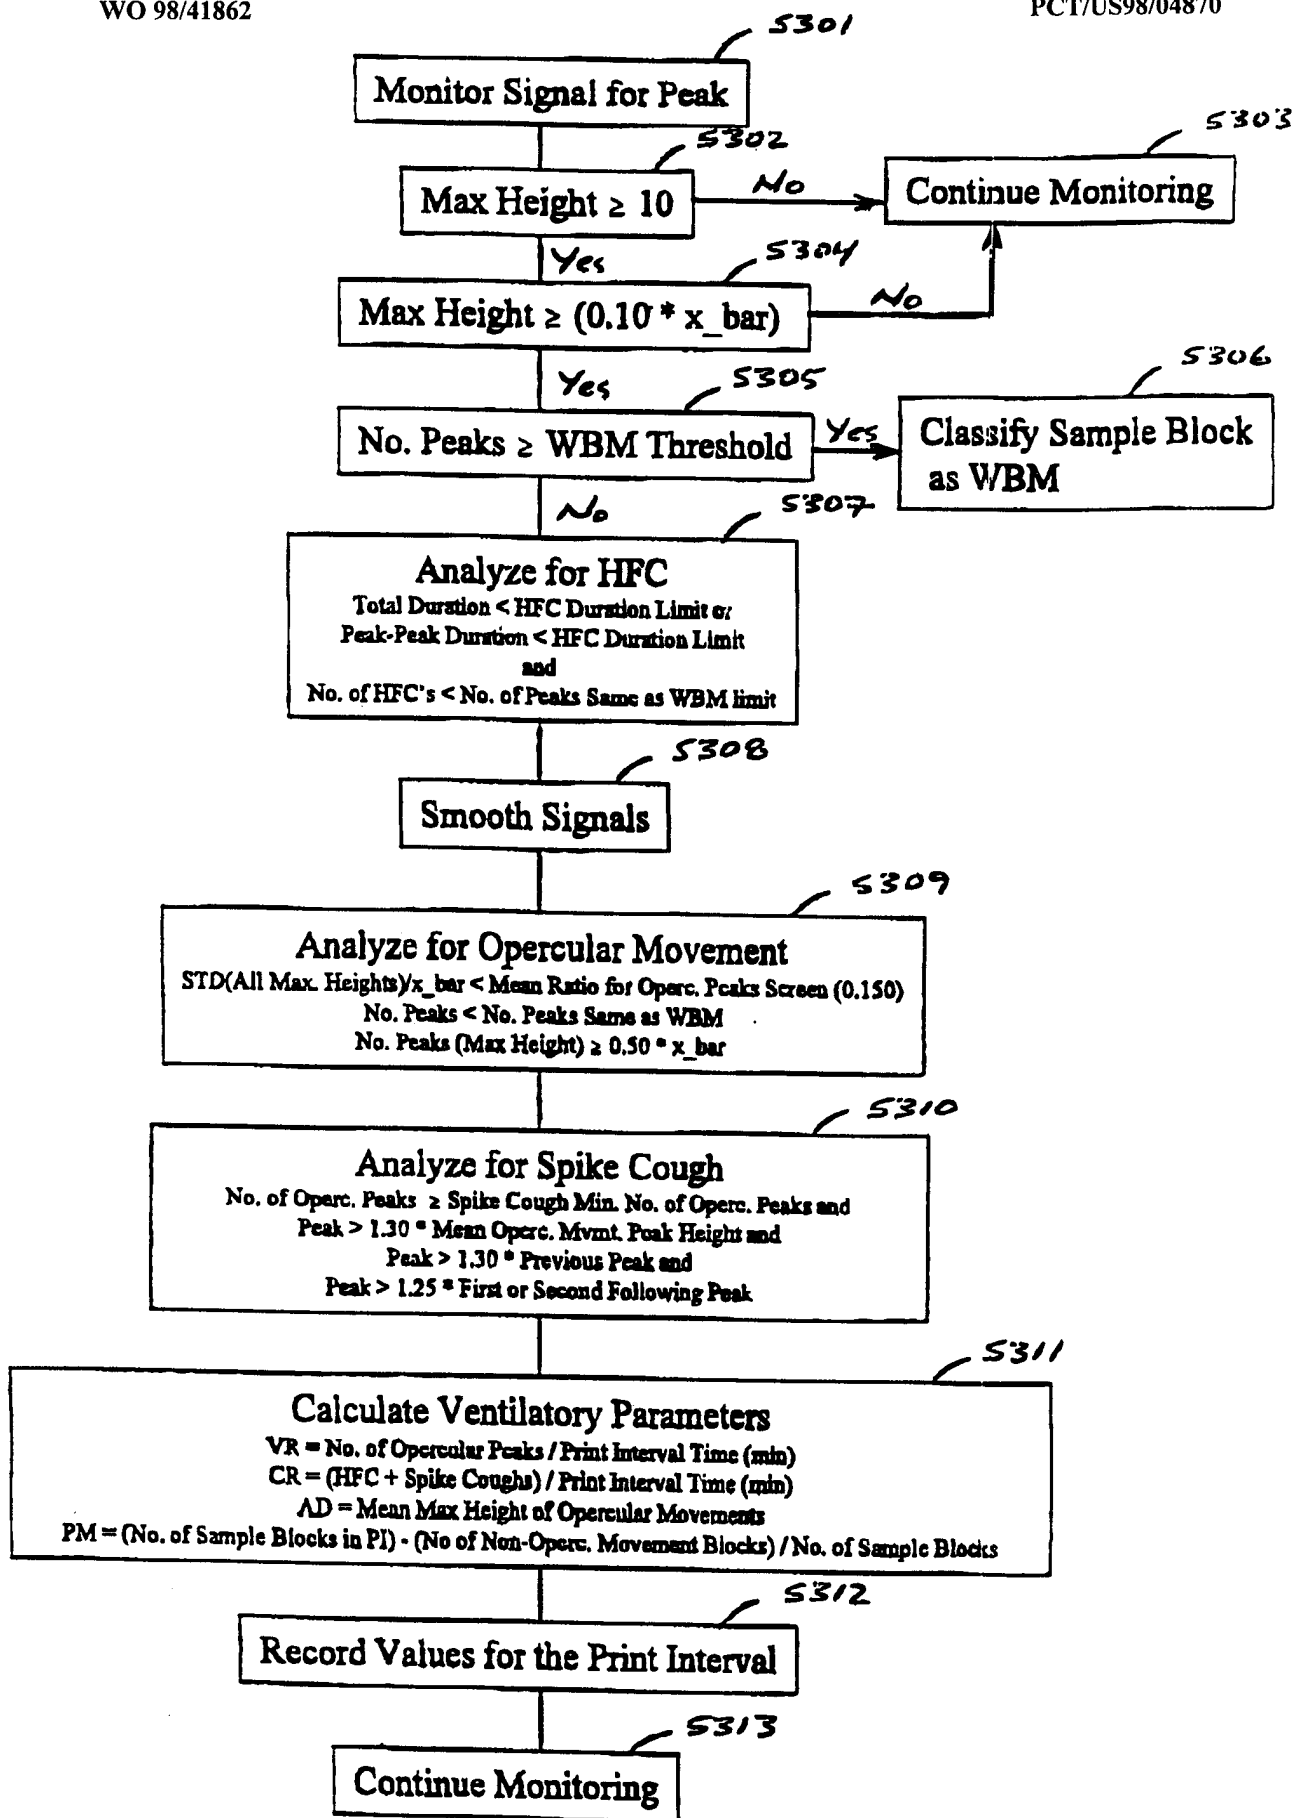 WO 98/41862
PCT/US98/04870
S301
Monitor Signal for Peak
S302
S303
Max Height ≥ 10
No
Continue Monitoring
Yes
S304
Max Height ≥ (0.10 * x_bar)
No
Yes
S305
S306
No. Peaks ≥ WBM Threshold
Yes
Classify Sample Block
as WBM
No
S307
Analyze for HFC
Total Duration < HFC Duration Limit or
Peak-Peak Duration < HFC Duration Limit
and
No. of HFC's < No. of Peaks Same as WBM limit
S308
Smooth Signals
S309
Analyze for Opercular Movement
STD(All Max. Heights)/x_bar < Mean Ratio for Operc. Peaks Screen (0.150)
No. Peaks < No. Peaks Same as WBM
No. Peaks (Max Height) ≥ 0.50 * x_bar
S310
Analyze for Spike Cough
No. of Operc. Peaks ≥ Spike Cough Min. No. of Operc. Peaks and
Peak > 1.30 * Mean Operc. Mvmt. Peak Height and
Peak > 1.30 * Previous Peak and
Peak > 1.25 * First or Second Following Peak
S311
Calculate Ventilatory Parameters
VR = No. of Opercular Peaks / Print Interval Time (min)
CR = (HFC + Spike Coughs) / Print Interval Time (min)
AD = Mean Max Height of Opercular Movements
PM = (No. of Sample Blocks in PI) - (No of Non-Operc. Movement Blocks) / No. of Sample Blocks
S312
Record Values for the Print Interval
S313
Continue Monitoring